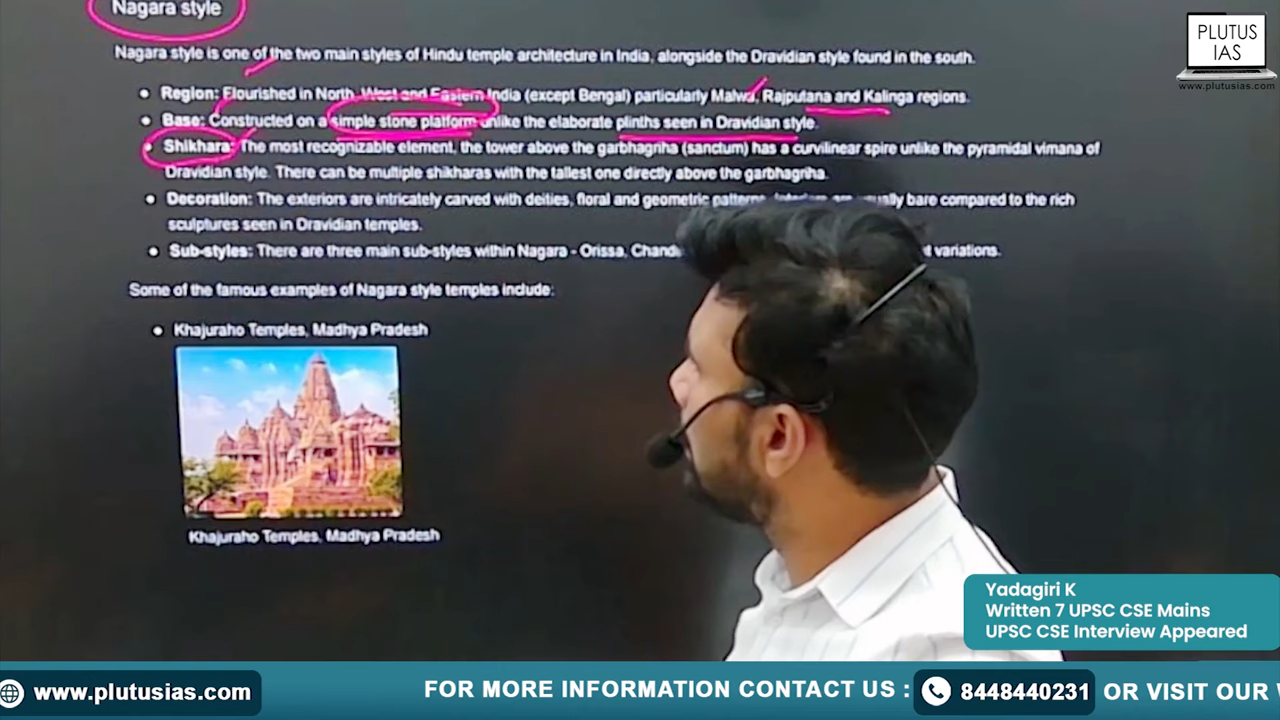 Nagara style
PLUTUS
IAS
www.plutusias.com
Nagara style is one of the two main styles of Hindu temple architecture in India, alongside the Dravidian style found in the south.
• Region: Flourished in North, West and Eastern India (except Bengal) particularly Malwa, Rajputana and Kalinga regions.
• Base: Constructed on a simple stone platform unlike the elaborate plinths seen in Dravidian style.
• Shikhara: The most recognizable element, the tower above the garbhagriha (sanctum) has a curvilinear spire unlike the pyramidal vimana of
Dravidian style. There can be multiple shikharas with the tallest one directly above the garbhagriha.
• Decoration: The exteriors are intricately carved with deities, floral and geometric patterns. Interiors are usually bare compared to the rich
sculptures seen in Dravidian temples.
• Sub-styles: There are three main sub-styles within Nagara - Orissa, variations.
Some of the famous examples of Nagara style temples include:
• Khajuraho Temples, Madhya Pradesh
Khajuraho Temples, Madhya Pradesh
Yadagiri K
Written 7 UPSC CSE Mains
UPSC CSE Interview Appeared
www.plutusias.com
FOR MORE INFORMATION CONTACT US : 8448440231 OR VISIT OUR